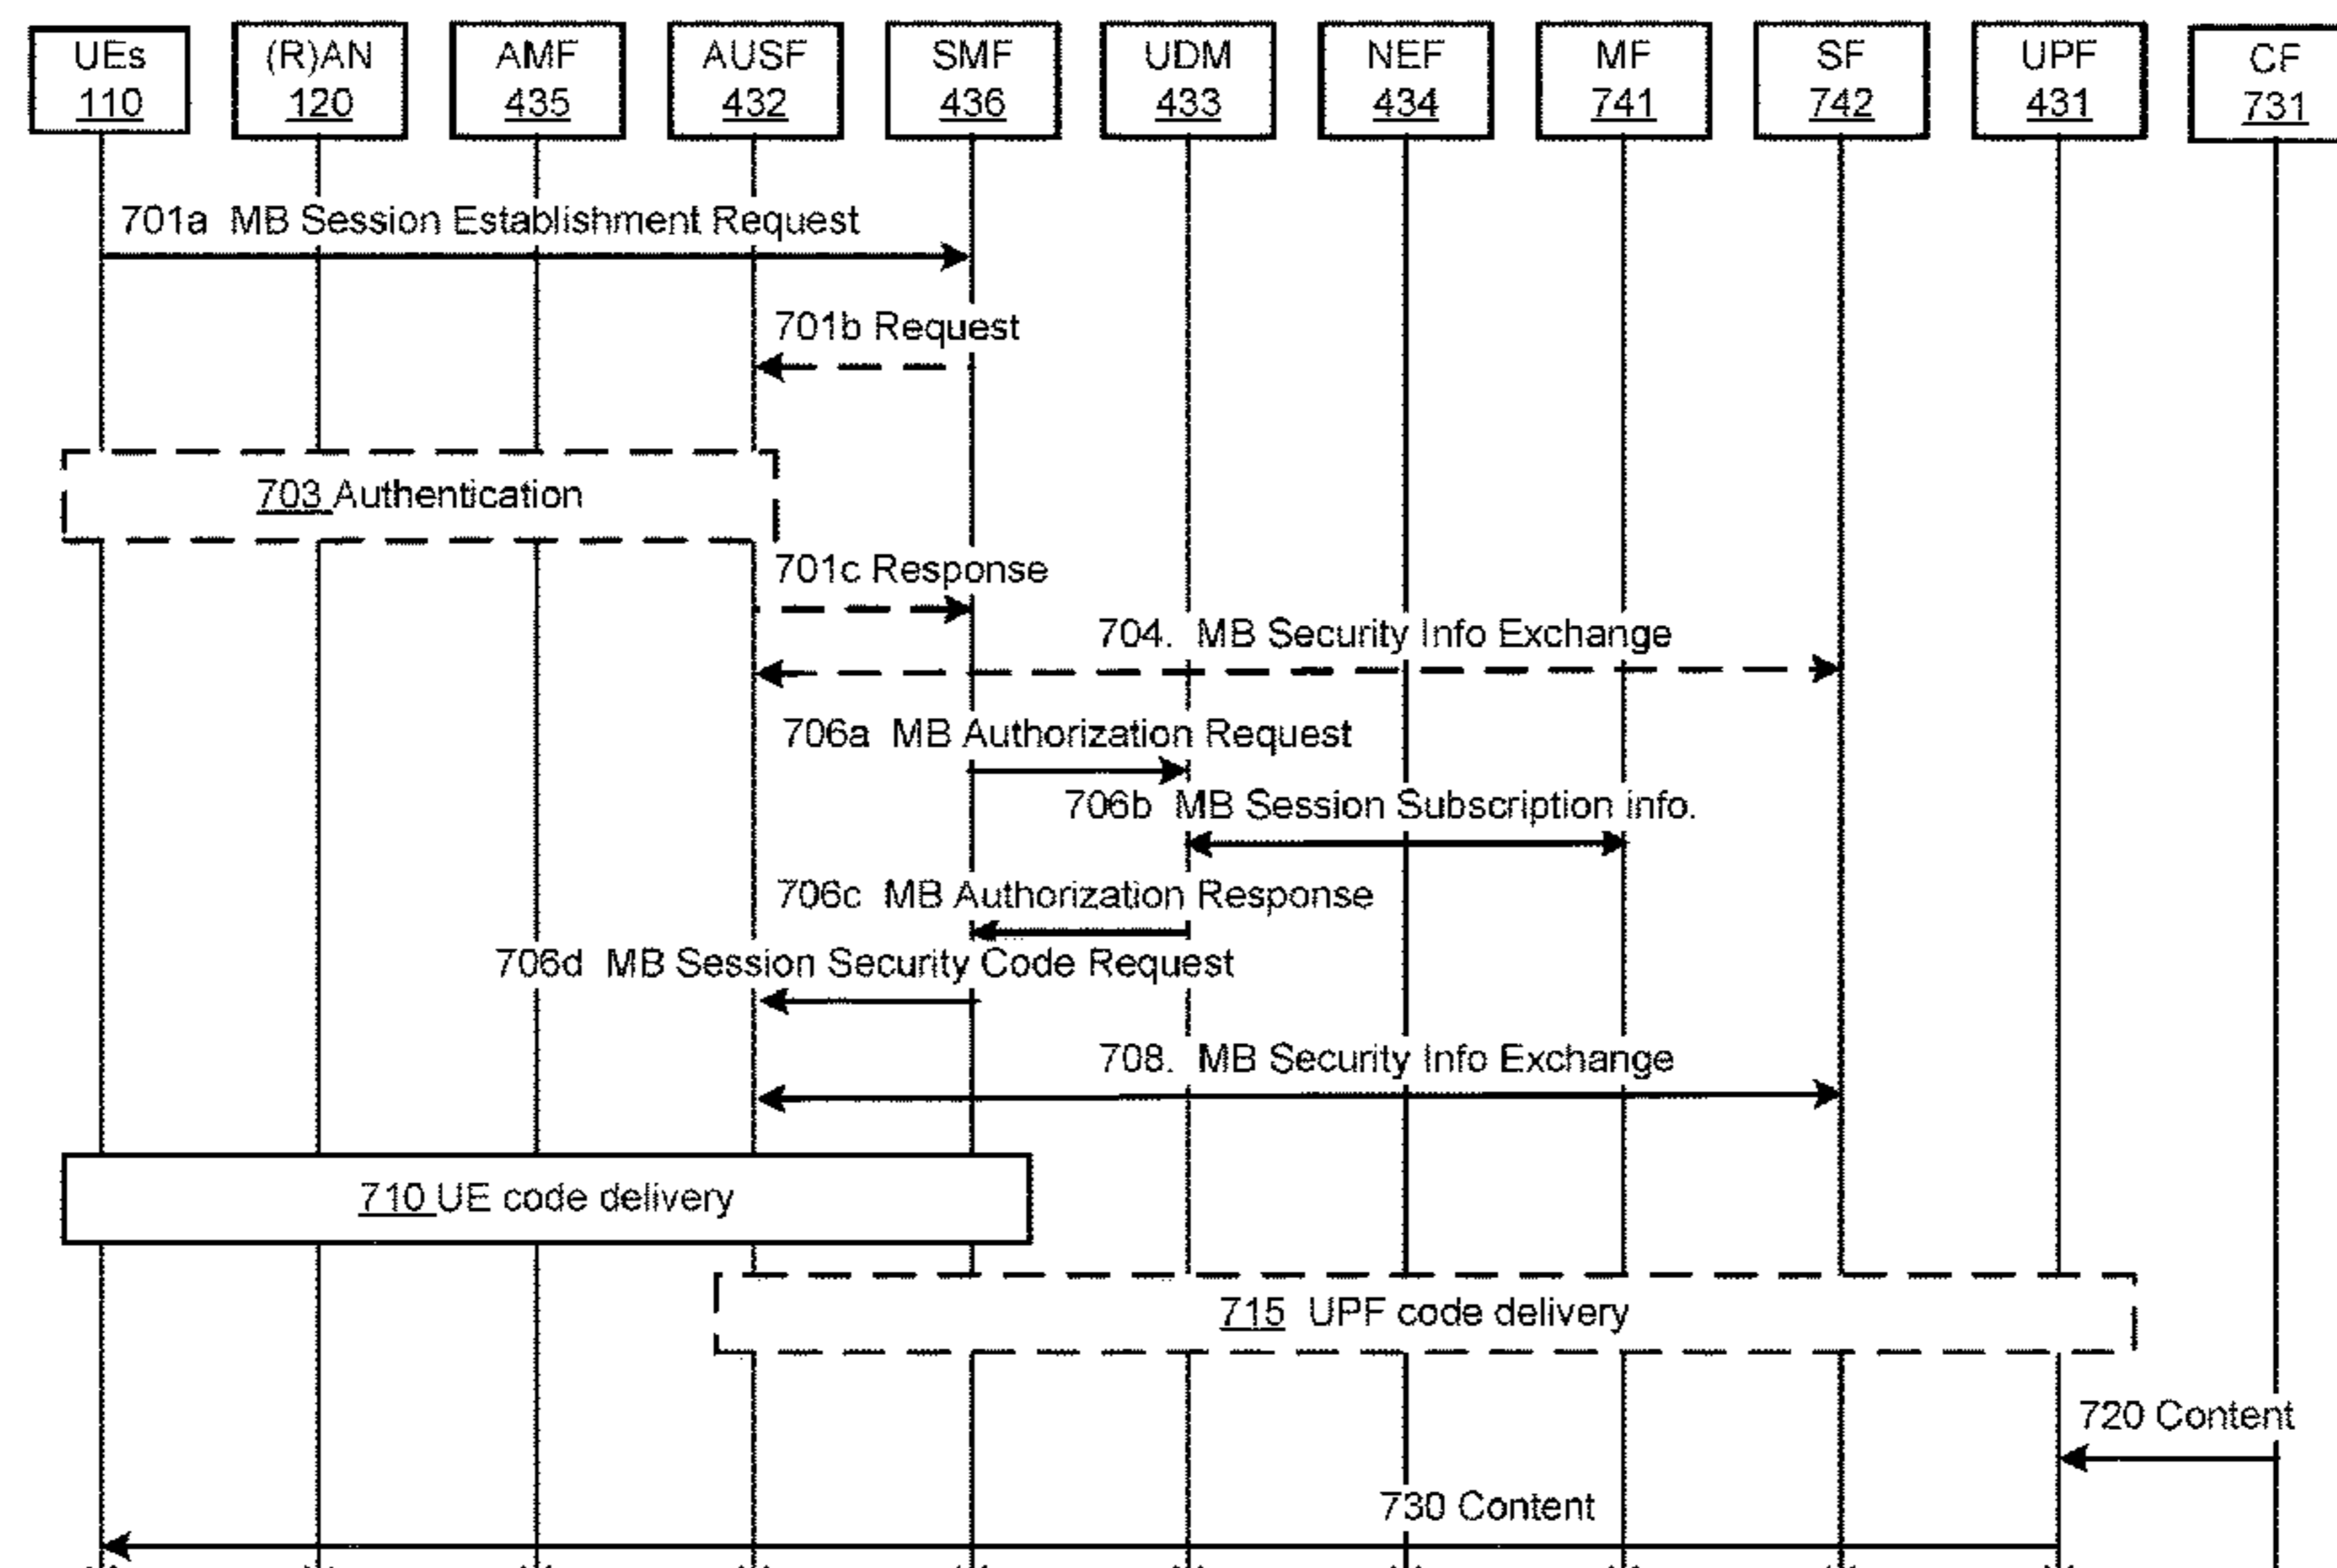 UEs (R)AN AMF AUSF SMF UDM NEF MF SF UPF CF
110 120 435 432 436 433 434 741 742 431 731
701a MB Session Establishment Request
701b Request
703 Authentication
701c Response
704. MB Security Info Exchange
706a MB Authorization Request
706b MB Session Subscription info.
706c MB Authorization Response
706d MB Session Security Code Request
708. MB Security Info Exchange
710 UE code delivery
715 UPF code delivery
720 Content
730 Content